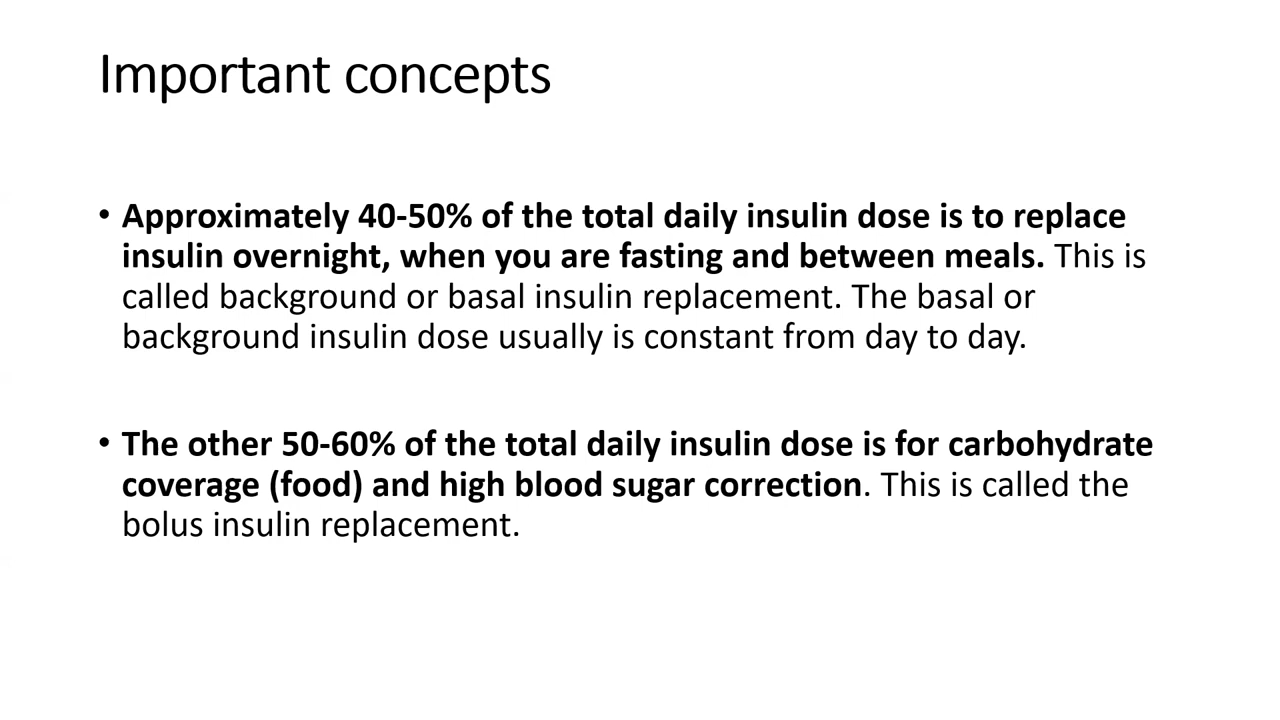 Important concepts
• Approximately 40-50% of the total daily insulin dose is to replace
insulin overnight, when you are fasting and between meals. This is
called background or basal insulin replacement. The basal or
background insulin dose usually is constant from day to day.
• The other 50-60% of the total daily insulin dose is for carbohydrate
coverage (food) and high blood sugar correction. This is called the
bolus insulin replacement.